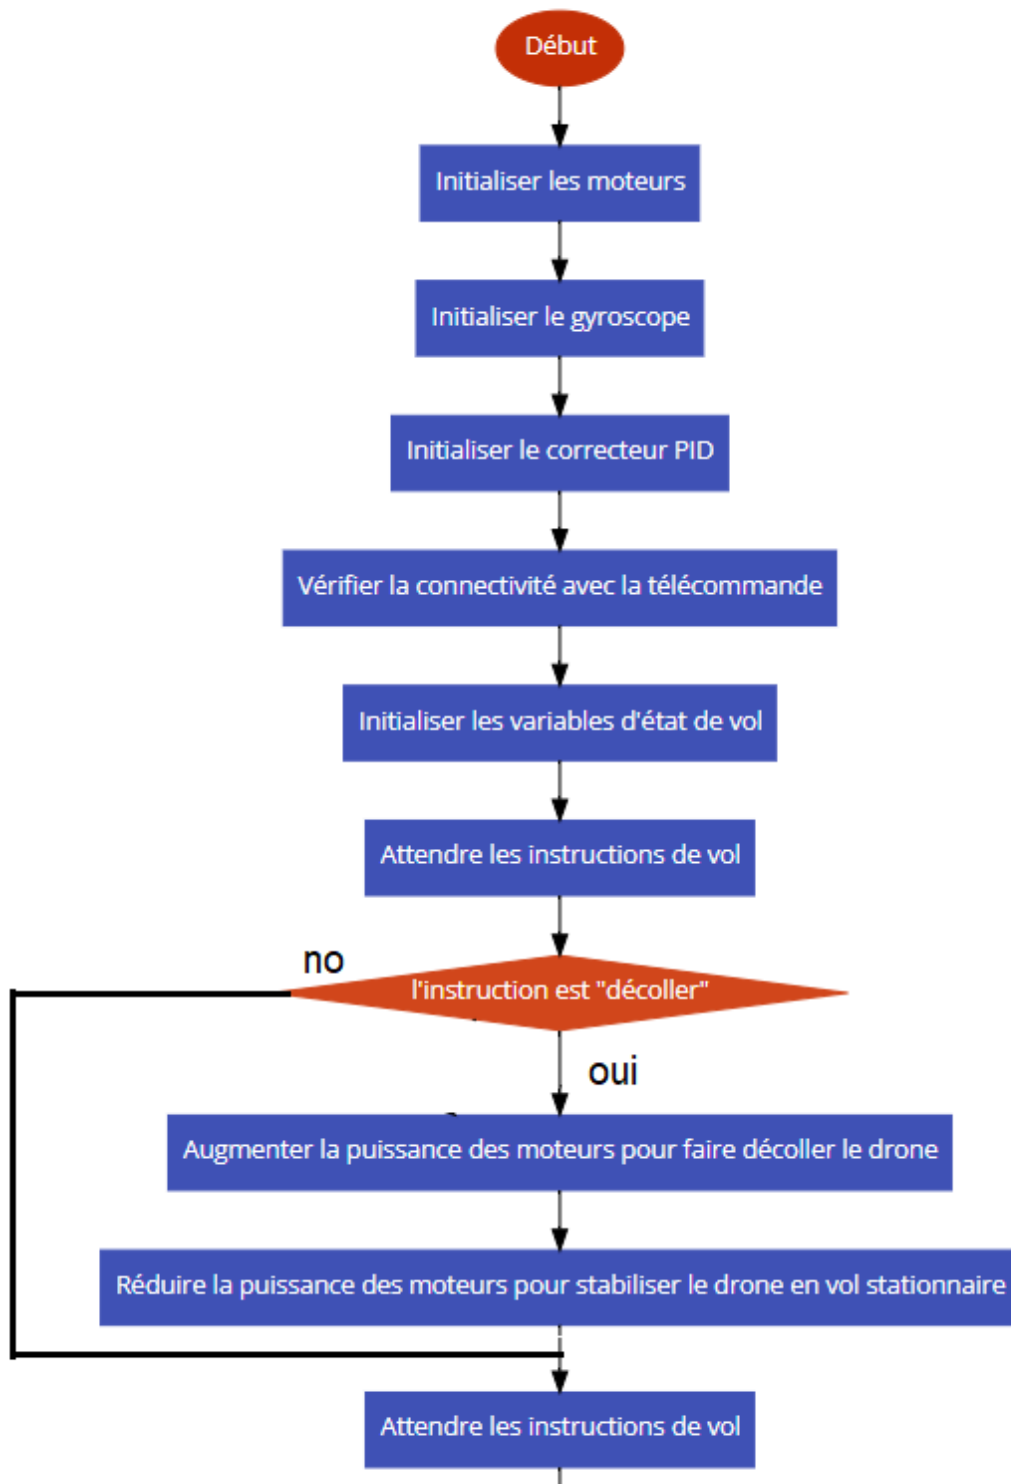 Début
Initialiser les moteurs
Initialiser le gyroscope
Initialiser le correcteur PID
Vérifier la connectivité avec la télécommande
Initialiser les variables d'état de vol
Attendre les instructions de vol
no
l'instruction est "décoller"
oui
Augmenter la puissance des moteurs pour faire décoller le drone
Réduire la puissance des moteurs pour stabiliser le drone en vol stationnaire
Attendre les instructions de vol